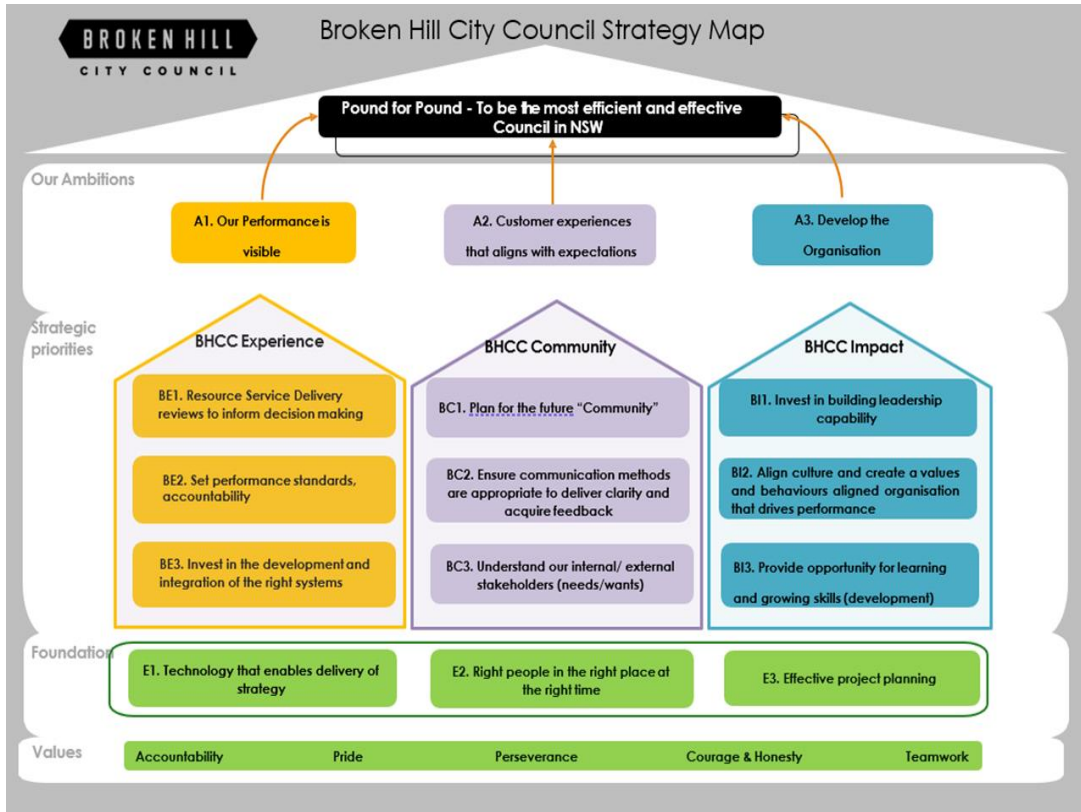 BROKEN HILL
CITY COUNCIL
Broken Hill City Council Strategy Map
Pound for Pound - To be the most efficient and effective
Council in NSW
Our Ambitions
A1. Our Performance is
visible
A2. Customer experiences
that aligns with expectations
A3. Develop the
Organisation
Strategic
priorities
BHCC Experience
BE1. Resource Service Delivery
reviews to inform decision making
BE2. Set performance standards,
accountability
BE3. Invest in the development and
integration of the right systems
BHCC Community
BC1. Plan for the future “Community”
BC2. Ensure communication methods
are appropriate to deliver clarity and
acquire feedback
BC3. Understand our internal/ external
stakeholders (needs/wants)
BHCC Impact
BI1. Invest in building leadership
capability
BI2. Align culture and create a values
and behaviours aligned organisation
that drives performance
BI3. Provide opportunity for learning
and growing skills (development)
Foundation
E1. Technology that enables delivery of
strategy
E2. Right people in the right place at
the right time
E3. Effective project planning
Values
Accountability Pride Perseverance Courage & Honesty Teamwork